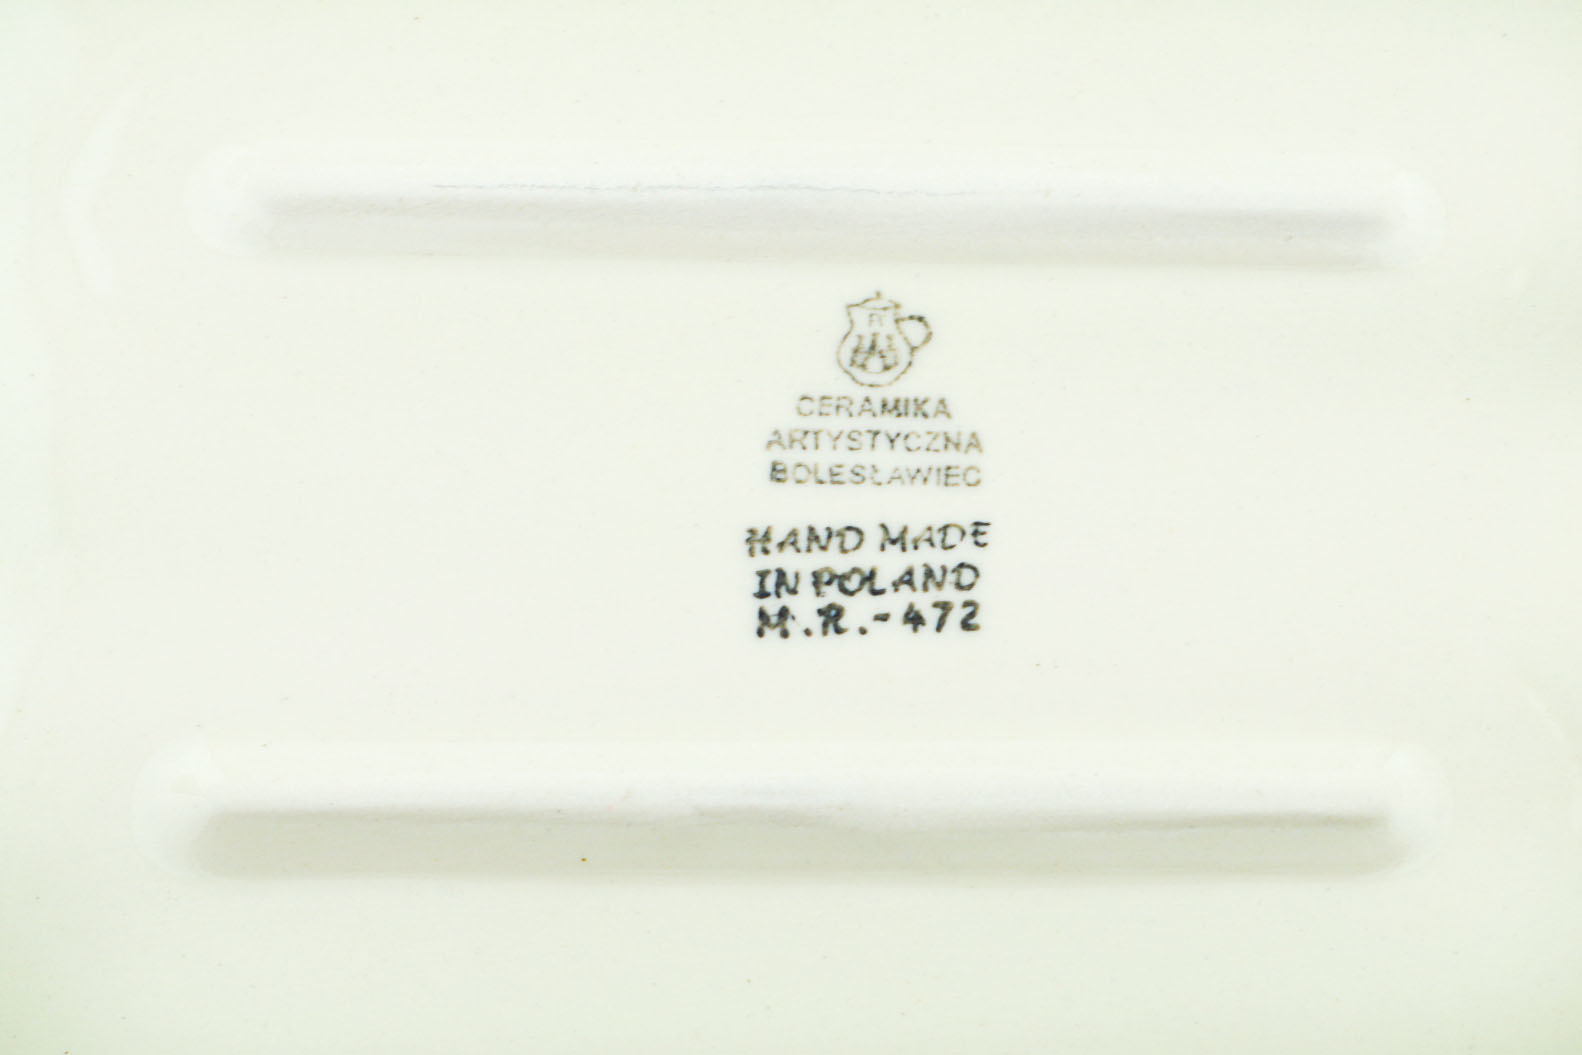 CERAMIKA
ARTYSTYCZNA
BOLESŁAWIEC
HAND MADE
IN POLAND
M.R.-472